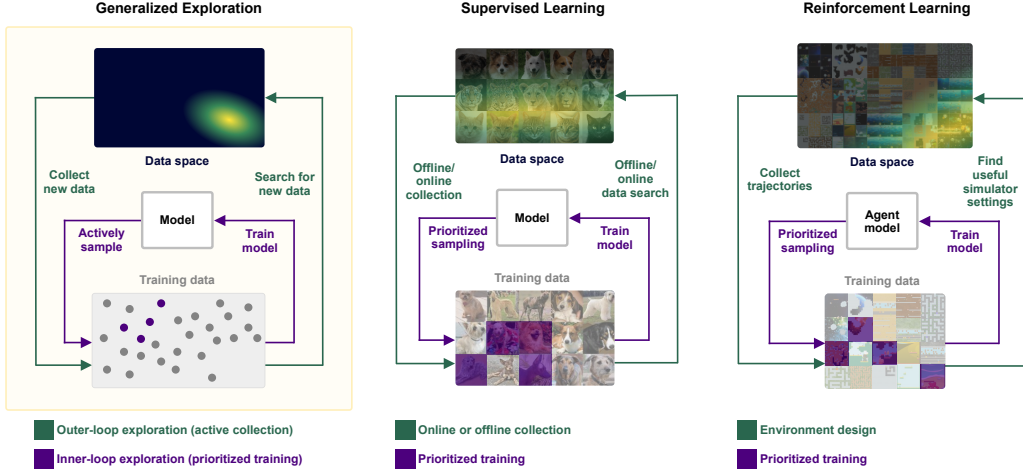 Generalized Exploration
Data space
Collect
new data
Search for
new data
Model
Actively
sample
Train
model
Training data
Outer-loop exploration (active collection)
Inner-loop exploration (prioritized training)
Supervised Learning
Data space
Offline/
online
collection
Offline/
online
data search
Model
Prioritized
sampling
Train
model
Training data
Online or offline collection
Prioritized training
Reinforcement Learning
Data space
Collect
trajectories
Find
useful
simulator
settings
Agent
model
Prioritized
sampling
Train
model
Training data
Environment design
Prioritized training